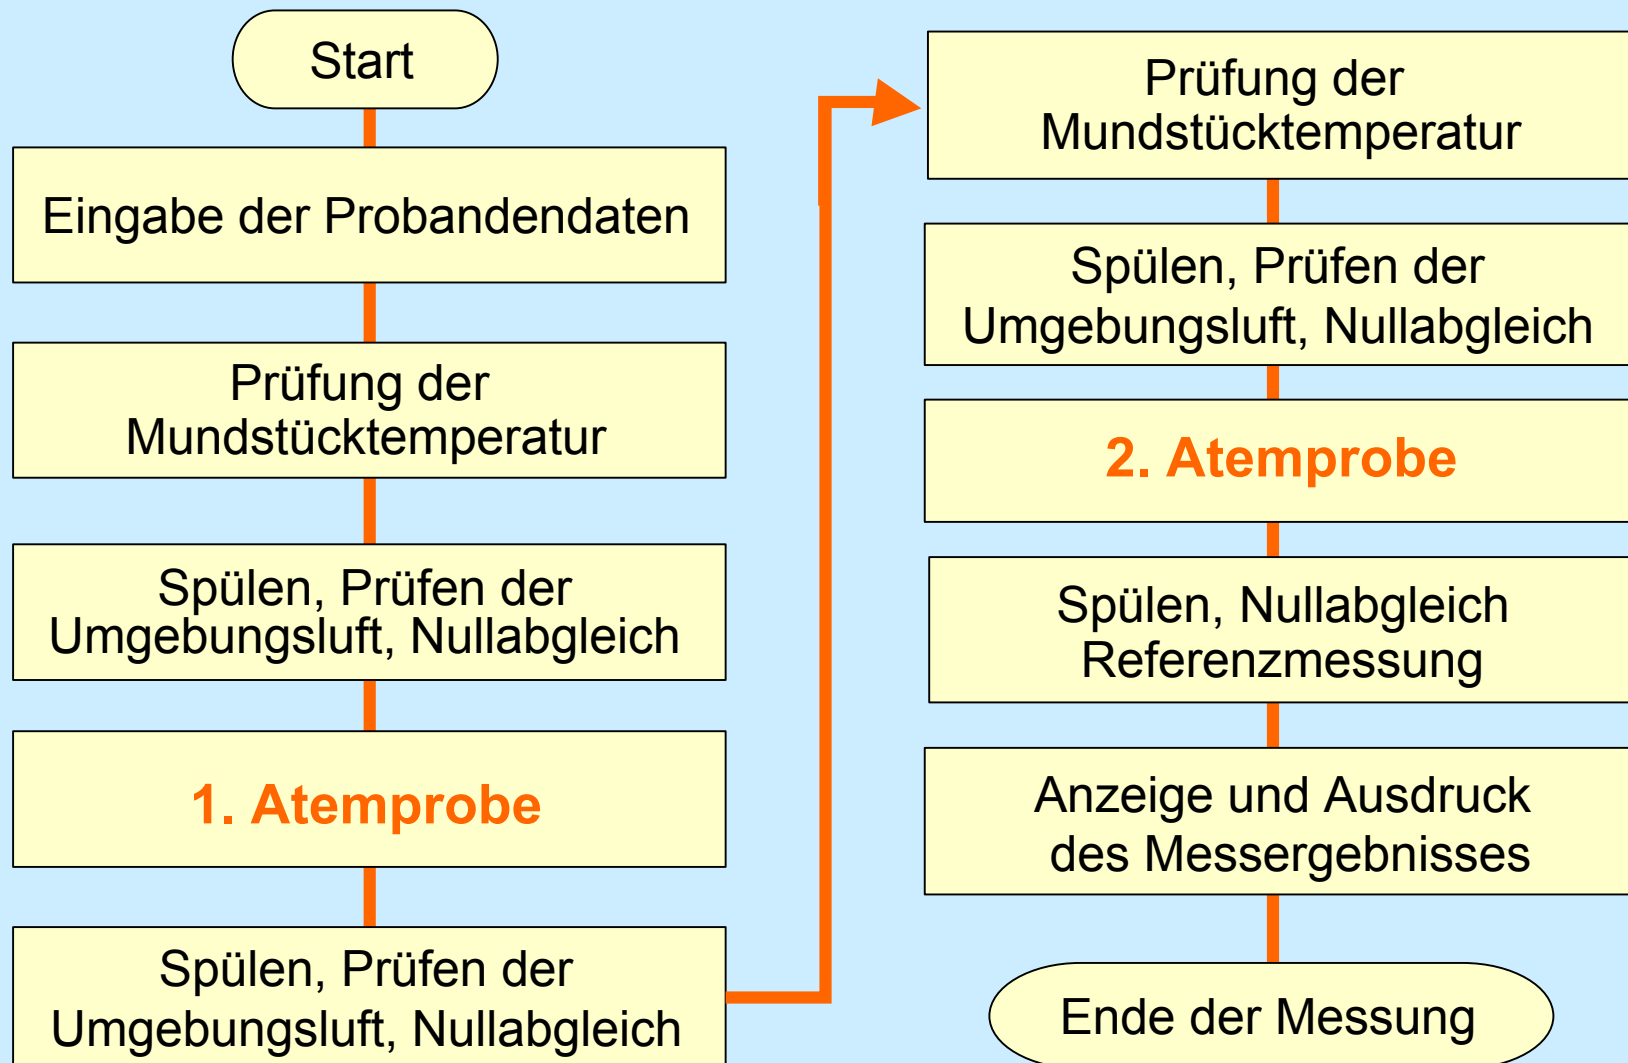 Start
Eingabe der Probandendaten
Prüfung der
Mundstücktemperatur
Spülen, Prüfen der
Umgebungsluft, Nullabgleich
1. Atemprobe
Spülen, Prüfen der
Umgebungsluft, Nullabgleich
Prüfung der
Mundstücktemperatur
Spülen, Prüfen der
Umgebungsluft, Nullabgleich
2. Atemprobe
Spülen, Nullabgleich
Referenzmessung
Anzeige und Ausdruck
des Messergebnisses
Ende der Messung